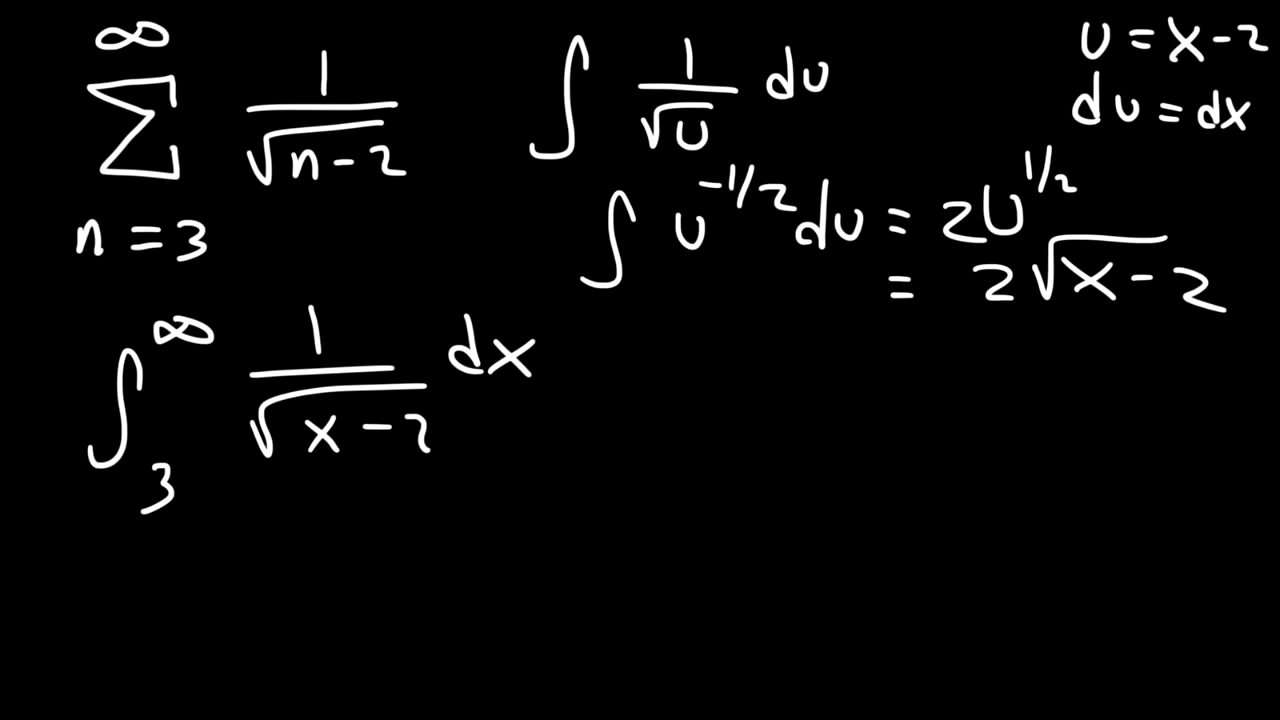 ∞
∑ 1/√(n-2)
n = 3
∫ 1/√U du
U = x - 2
du = dx
∫ U^(-1/2) du = 2U^(1/2)
= 2√(x-2)
∫_3^∞ 1/√(x-2) dx